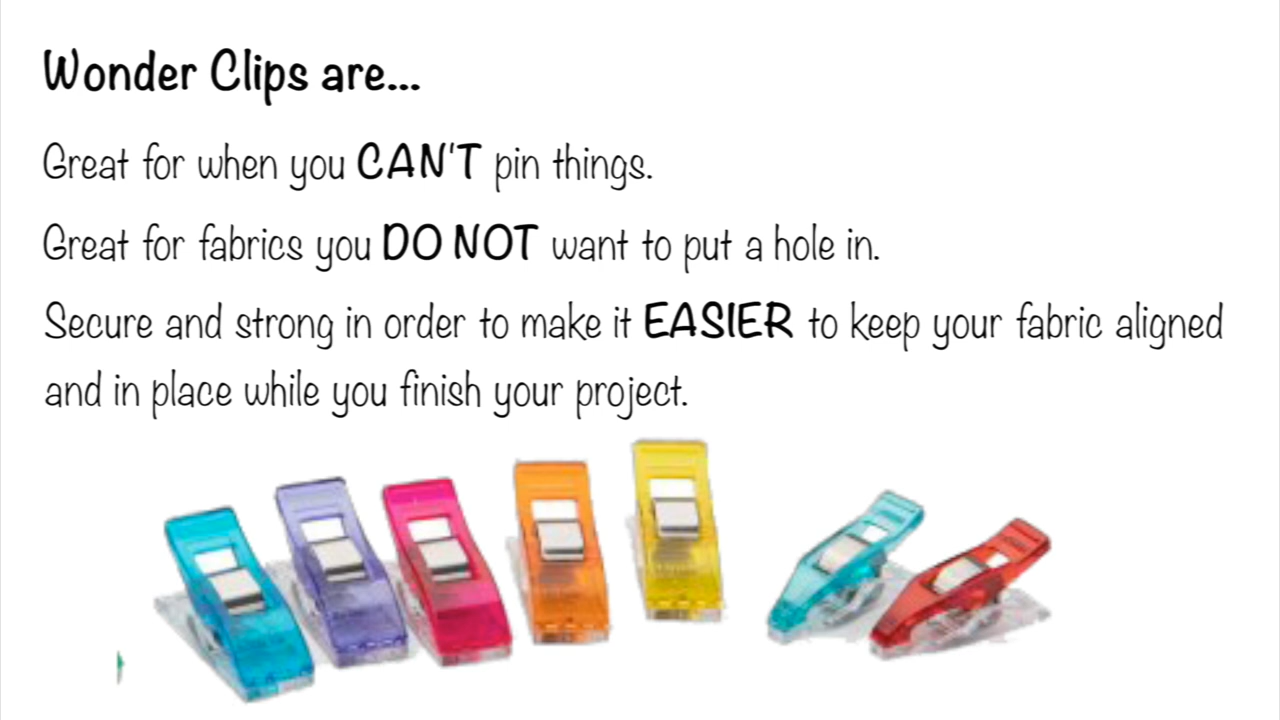 Wonder Clips are...
Great for when you CAN'T pin things.
Great for fabrics you DO NOT want to put a hole in.
Secure and strong in order to make it EASIER to keep your fabric aligned
and in place while you finish your project.